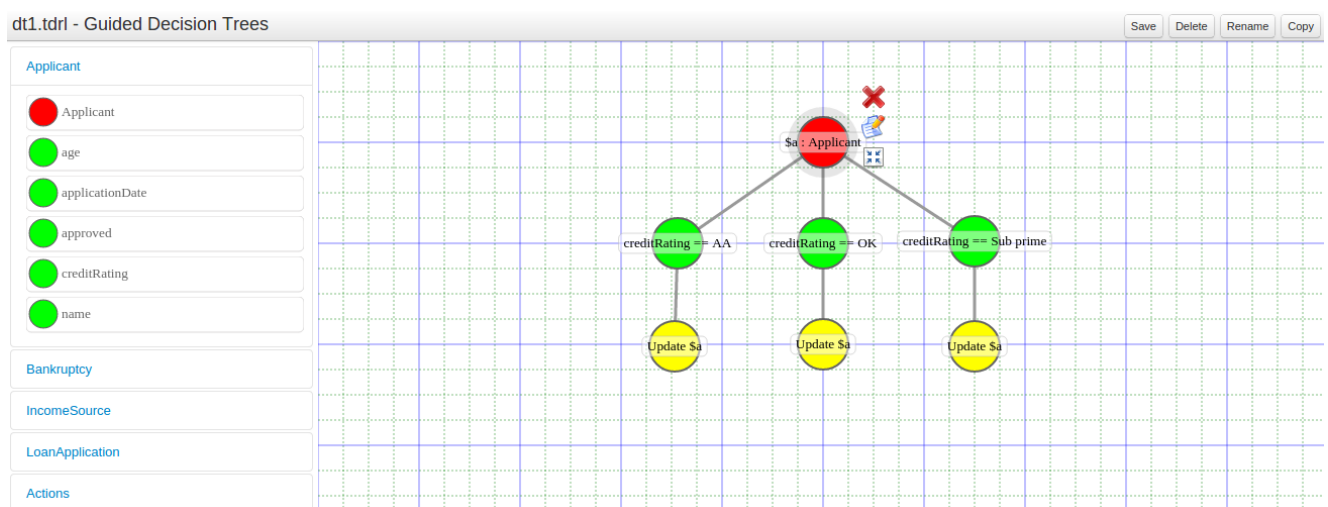 dt1.tdrl - Guided Decision Trees
Save
Delete
Rename
Copy
Applicant
Applicant
age
applicationDate
approved
creditRating
name
Bankruptcy
IncomeSource
LoanApplication
Actions
$a : Applicant
creditRating == AA
creditRating == OK
creditRating == Sub prime
Update $a
Update $a
Update $a